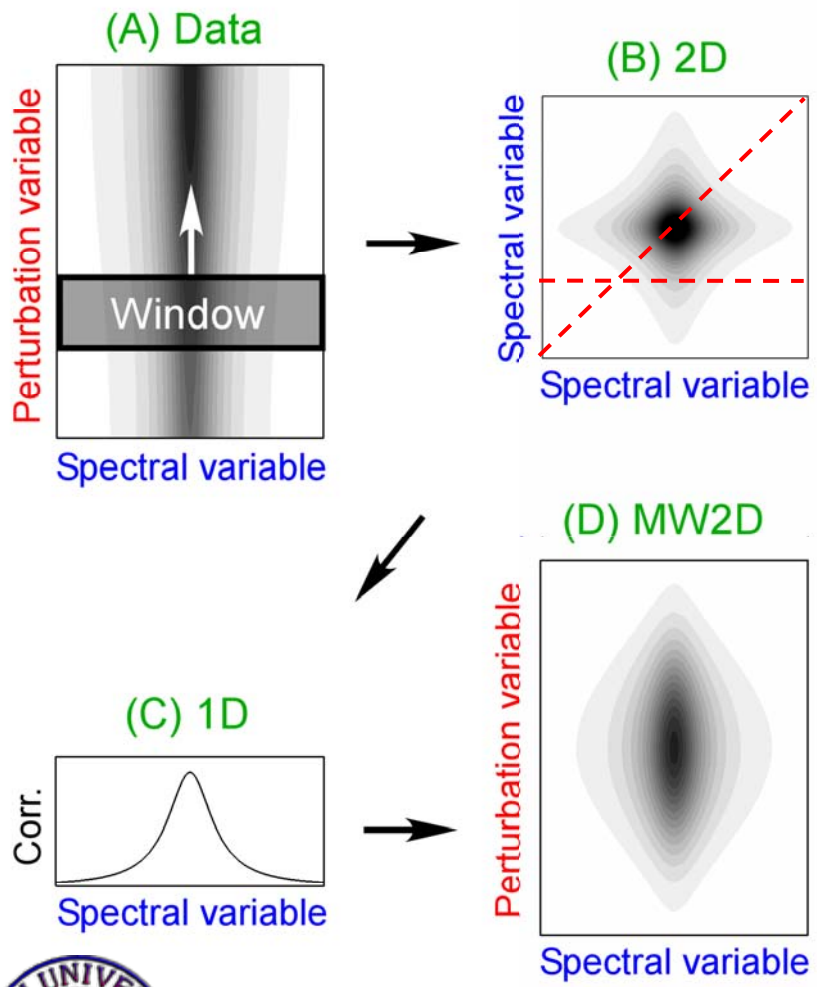 (A) Data
Perturbation variable
Window
Spectral variable
(B) 2D
Spectral variable
Spectral variable
(C) 1D
Corr.
Spectral variable
(D) MW2D
Perturbation variable
Spectral variable